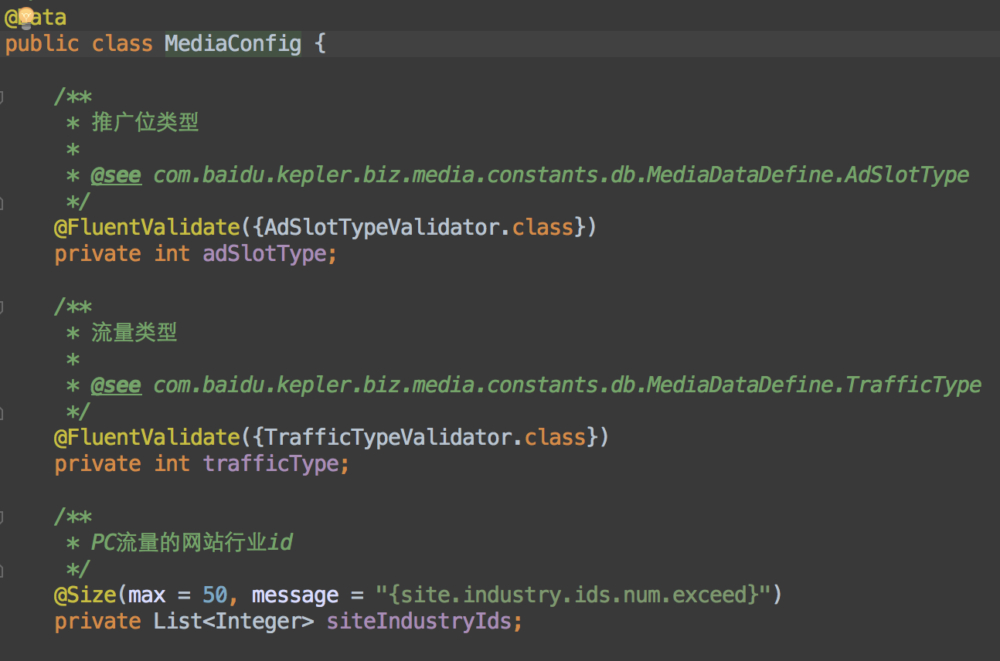 @Data
public class MediaConfig {
/**
* 推广位类型
*
* @see com.baidu.kepler.biz.media.constants.db.MediaDataDefine.AdSlotType
*/
@FluentValidate({AdSlotTypeValidator.class})
private int adSlotType;
/**
* 流量类型
*
* @see com.baidu.kepler.biz.media.constants.db.MediaDataDefine.TrafficType
*/
@FluentValidate({TrafficTypeValidator.class})
private int trafficType;
/**
* PC流量的网站行业id
*/
@Size(max = 50, message = "{site.industry.ids.num.exceed}")
private List<Integer> siteIndustryIds;